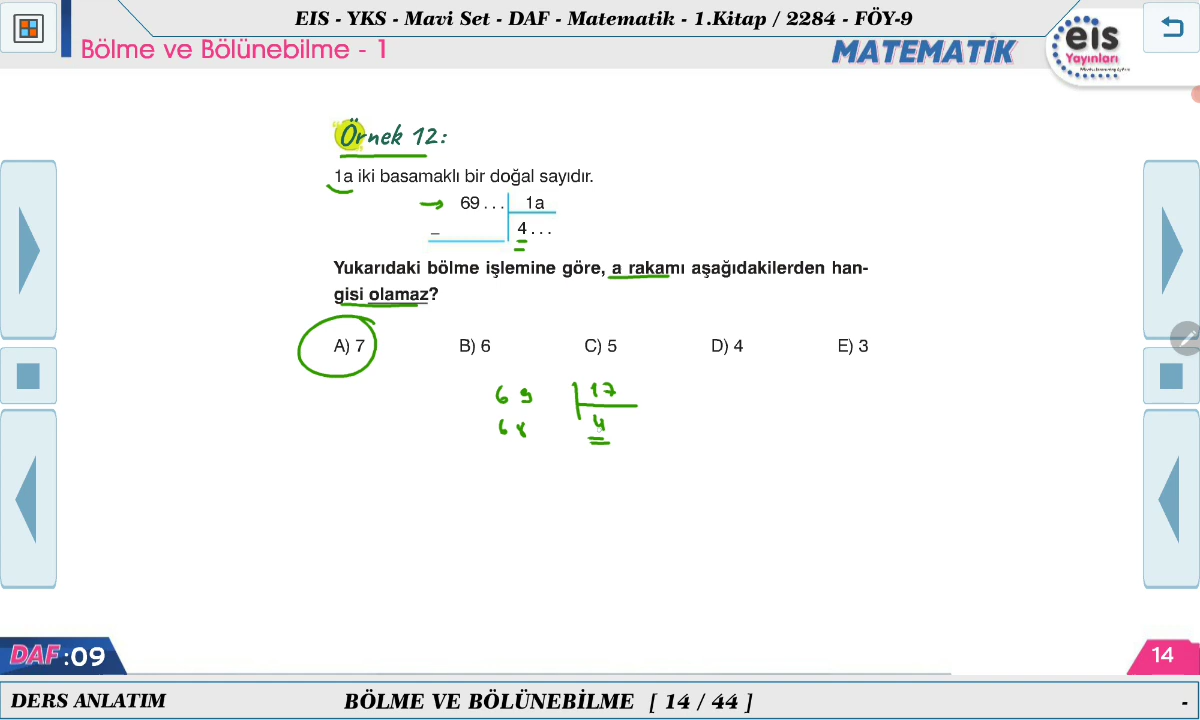 EIS - YKS - Mavi Set - DAF - Matematik - 1.Kitap / 2284 - FÖY-9
Bölme ve Bölünebilme - 1
MATEMATİK
eis
Yayınları
Örnek 12:
1a iki basamaklı bir doğal sayıdır.
69 . . . 1a
– 4 . . .
Yukarıdaki bölme işlemine göre, a rakamı aşağıdakilerden han-
gisi olamaz?
A) 7 B) 6 C) 5 D) 4 E) 3
69 17
68 4
DAF :09
14
DERS ANLATIM BÖLME VE BÖLÜNEBİLME [ 14 / 44 ] -